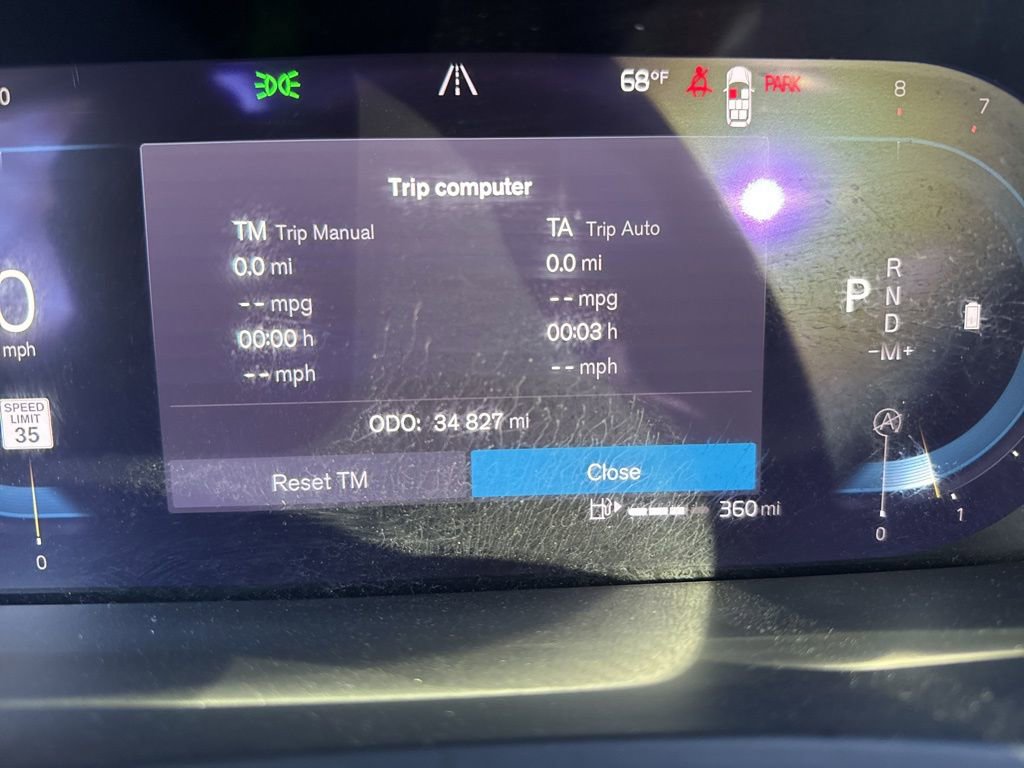 0
68°F
PARK
8
7
Trip computer
TM Trip Manual
TA Trip Auto
0.0 mi
0.0 mi
-- mpg
-- mpg
00:00 h
00:03 h
-- mph
-- mph
ODO: 34 827 mi
Reset TM
Close
360 mi
0
mph
SPEED
LIMIT
35
0
P
R
N
D
-M+
A
0
1